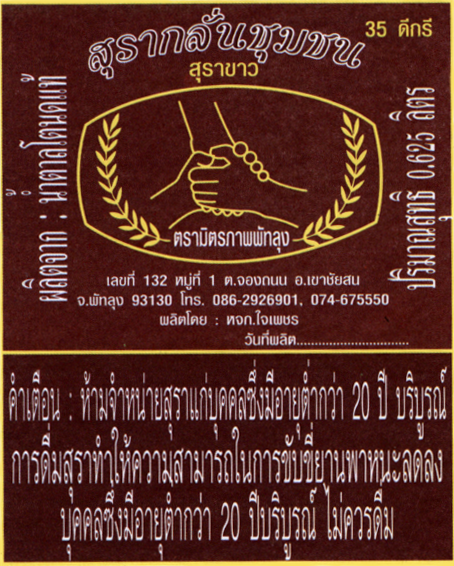 สุรากลั่นชุมชน
35 ดีกรี
สุราขาว
ผลิตจาก : น้ำตาลโตนดแท้
ปริมาณสุทธิ 0.625 ลิตร
ตรามิตรภาพพัทลุง
เลขที่ 132 หมู่ที่ 1 ต.จองถนน อ.เขาชัยสน
จ.พัทลุง 93130 โทร. 086-2926901, 074-675550
ผลิตโดย : หจก.ใจเพชร
วันที่ผลิต...............................
คำเตือน : ห้ามจำหน่ายสุราแก่บุคคลซึ่งมีอายุต่ำกว่า 20 ปี บริบูรณ์
การดื่มสุราทำให้ความสามารถในการขับขี่ยานพาหนะลดลง
บุคคลซึ่งมีอายุต่ำกว่า 20 ปีบริบูรณ์ ไม่ควรดื่ม